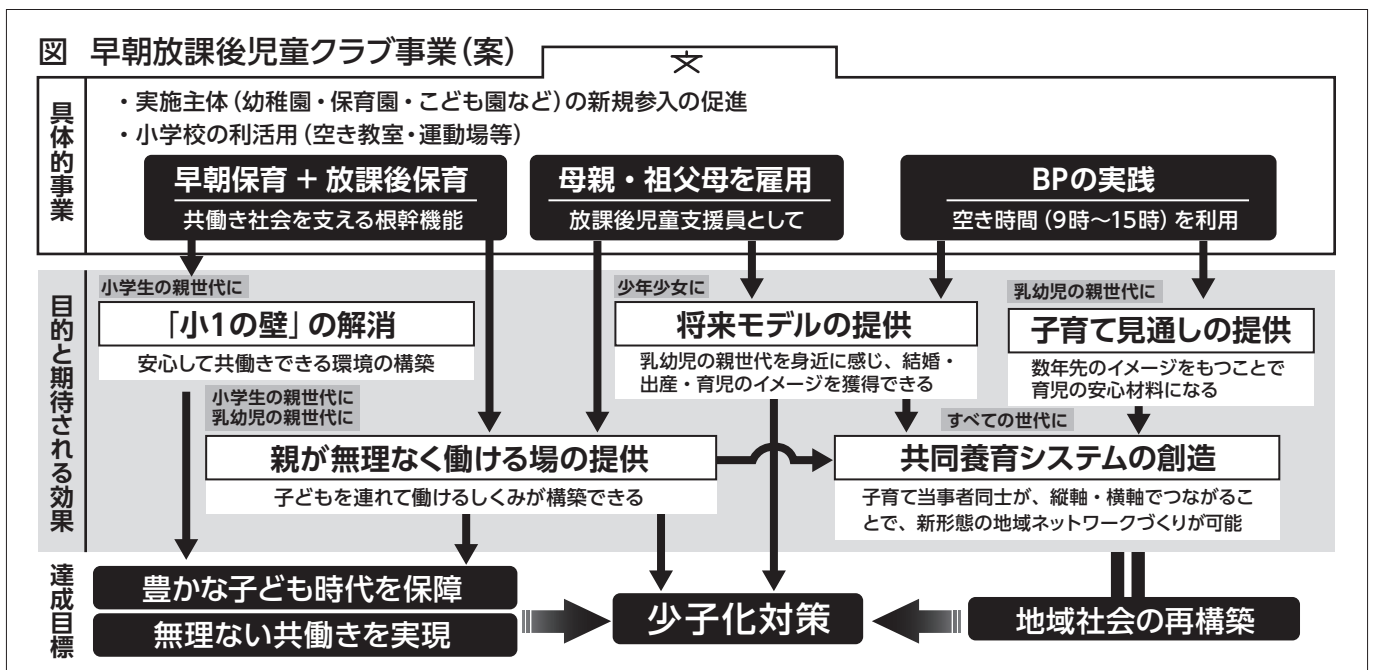 図 早朝放課後児童クラブ事業(案)
文
具体的事業
・実施主体(幼稚園・保育園・こども園など)の新規参入の促進
・小学校の利活用(空き教室・運動場等)
早朝保育 + 放課後保育
共働き社会を支える根幹機能
母親・祖父母を雇用
放課後児童支援員として
BPの実践
空き時間(9時〜15時)を利用
目的と期待される効果
小学生の親世代に
「小1の壁」の解消
安心して共働きできる環境の構築
少年少女に
将来モデルの提供
乳幼児の親世代を身近に感じ、結婚・
出産・育児のイメージを獲得できる
乳幼児の親世代に
子育て見通しの提供
数年先のイメージをもつことで
育児の安心材料になる
小学生の親世代に
乳幼児の親世代に
親が無理なく働ける場の提供
子どもを連れて働けるしくみが構築できる
すべての世代に
共同養育システムの創造
子育て当事者同士が、縦軸・横軸でつながるこ
とで、新形態の地域ネットワークづくりが可能
達成目標
豊かな子ども時代を保障
無理ない共働きを実現
少子化対策
地域社会の再構築